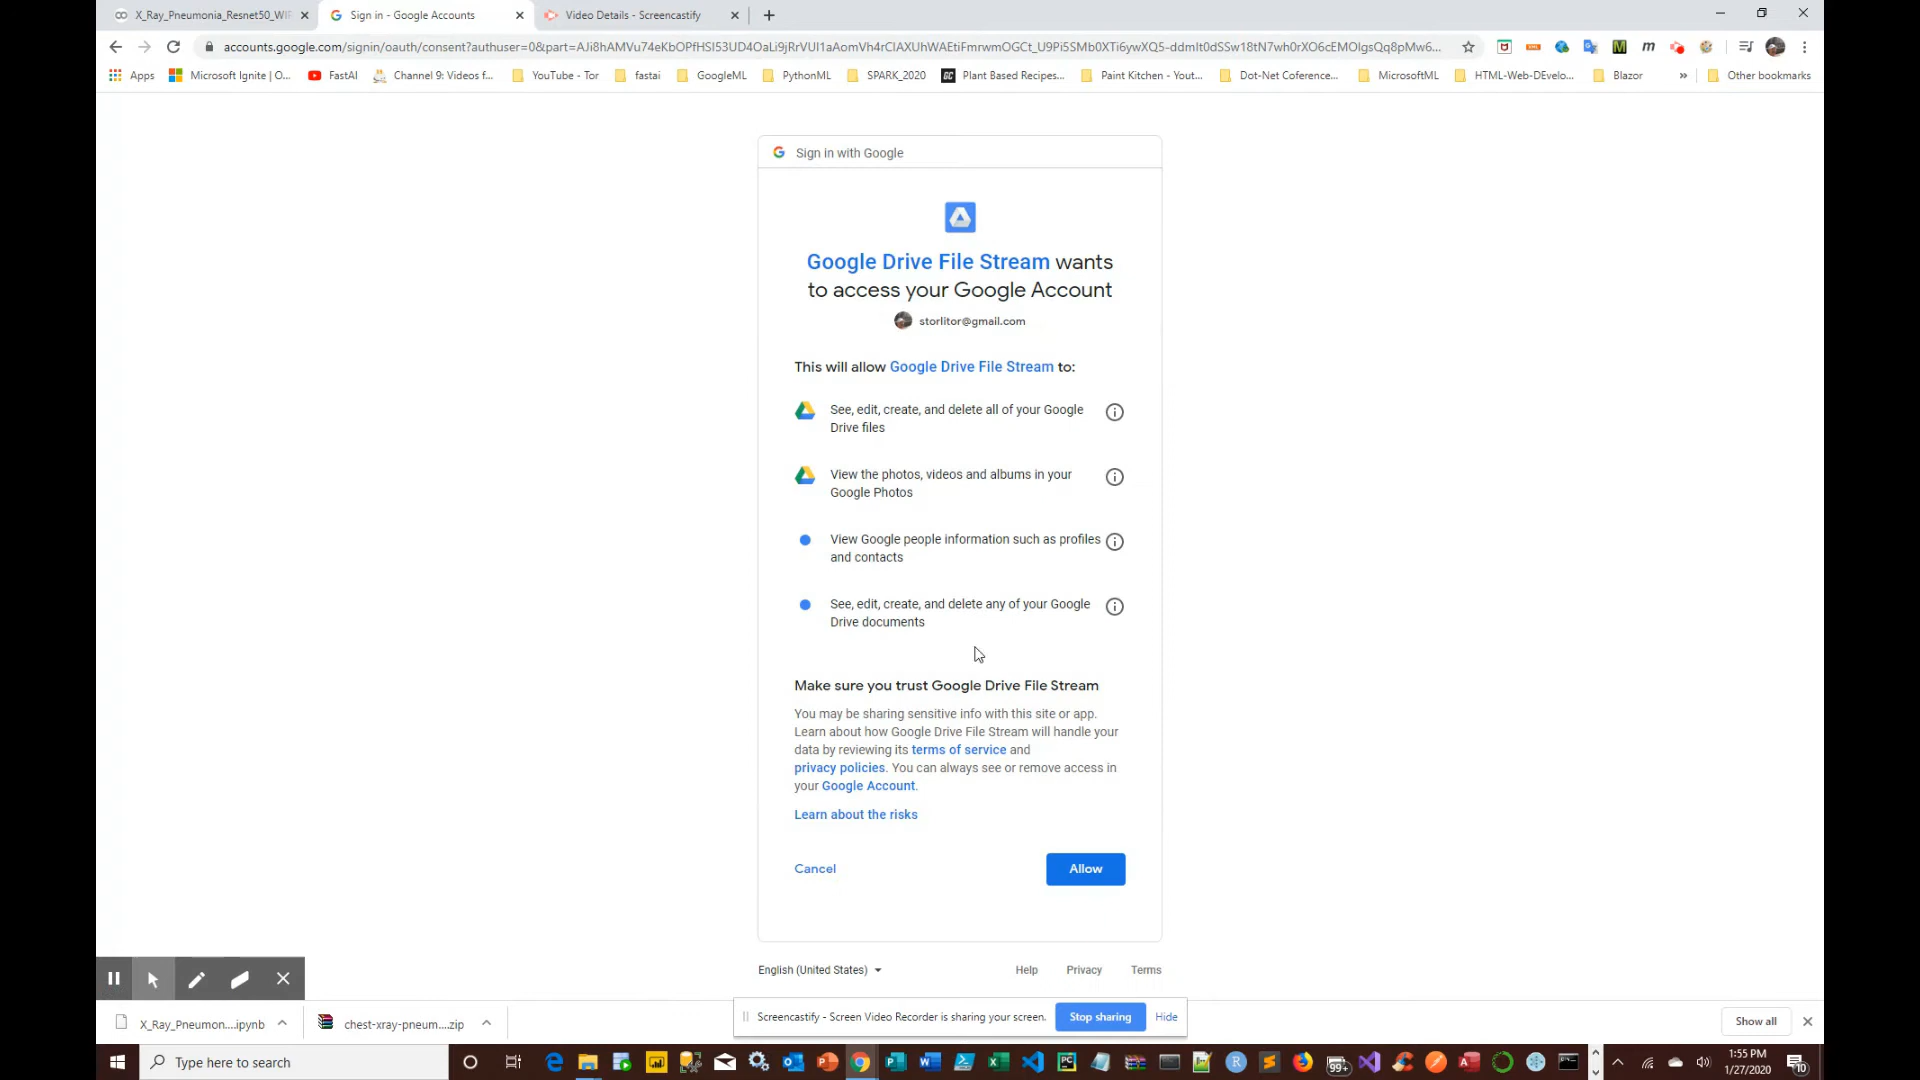 X_Ray_Pneumonia_Resnet50_WIP
Sign in - Google Accounts
Video Details - Screencastify
accounts.google.com/signin/oauth/consent?authuser=0&part=AJi8hAMVu74eKbOPfHSI53UD4OaLi9jRrVUI1aAomVh4rCIAXUhWAEtiFmrwmOGCt_U9Pi5SMb0XTi6ywXQ5-ddmIt0dSSw18tN7wh0rXO6cEMOIgsQq8pMw6...
Apps
Microsoft Ignite | O...
FastAI
Channel 9: Videos f...
YouTube - Tor
fastai
GoogleML
PythonML
SPARK_2020
Plant Based Recipes...
Paint Kitchen - Yout...
Dot-Net Coference...
MicrosoftML
HTML-Web-DEvelo...
Blazor
»
Other bookmarks
Sign in with Google
Google Drive File Stream wants
to access your Google Account
storlitor@gmail.com
This will allow Google Drive File Stream to:
See, edit, create, and delete all of your Google
Drive files
View the photos, videos and albums in your
Google Photos
View Google people information such as profiles
and contacts
See, edit, create, and delete any of your Google
Drive documents
Make sure you trust Google Drive File Stream
You may be sharing sensitive info with this site or app.
Learn about how Google Drive File Stream will handle your
data by reviewing its terms of service and
privacy policies. You can always see or remove access in
your Google Account.
Learn about the risks
Cancel
Allow
English (United States)
Help
Privacy
Terms
Screencastify - Screen Video Recorder is sharing your screen.
Stop sharing
Hide
X_Ray_Pneumon....ipynb
chest-xray-pneum....zip
Show all
Type here to search
99+
1:55 PM
1/27/2020
10